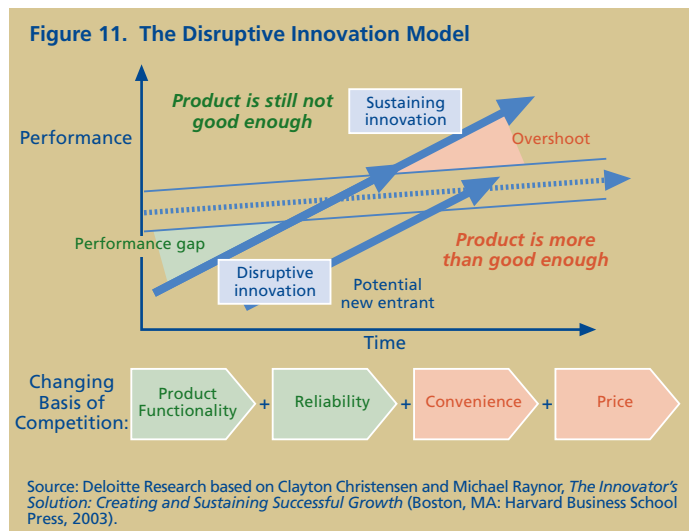 Figure 11. The Disruptive Innovation Model
Product is still not
good enough
Sustaining
innovation
Performance
Overshoot
Performance gap
Product is more
than good enough
Disruptive
innovation
Potential
new entrant
Time
Changing
Basis of
Competition:
Product
Functionality
+
Reliability
+
Convenience
+
Price
Source: Deloitte Research based on Clayton Christensen and Michael Raynor, The Innovator's
Solution: Creating and Sustaining Successful Growth (Boston, MA: Harvard Business School
Press, 2003).